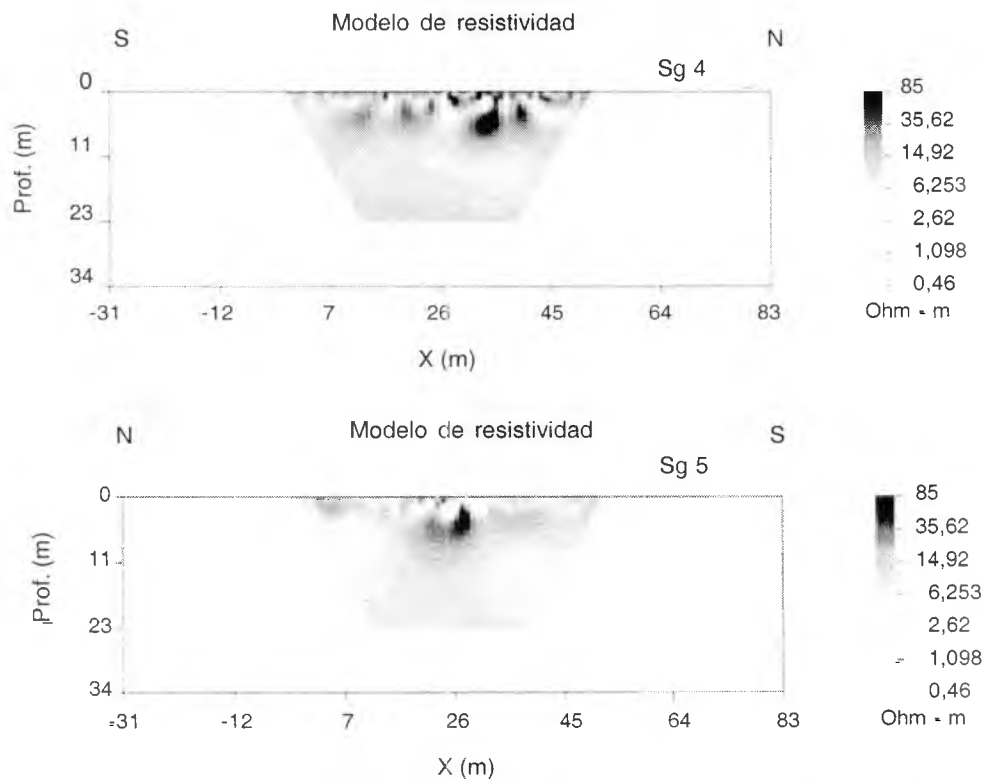 Modelo de resistividad
S
N
Sg 4
0
11
23
34
Prof. (m)
-31
-12
7
26
45
64
83
X (m)
85
35,62
14,92
6,253
2,62
1,098
0,46
Ohm - m
Modelo de resistividad
N
S
Sg 5
0
11
23
34
Prof. (m)
-31
-12
7
26
45
64
83
X (m)
85
35,62
14,92
6,253
2,62
1,098
0,46
Ohm - m